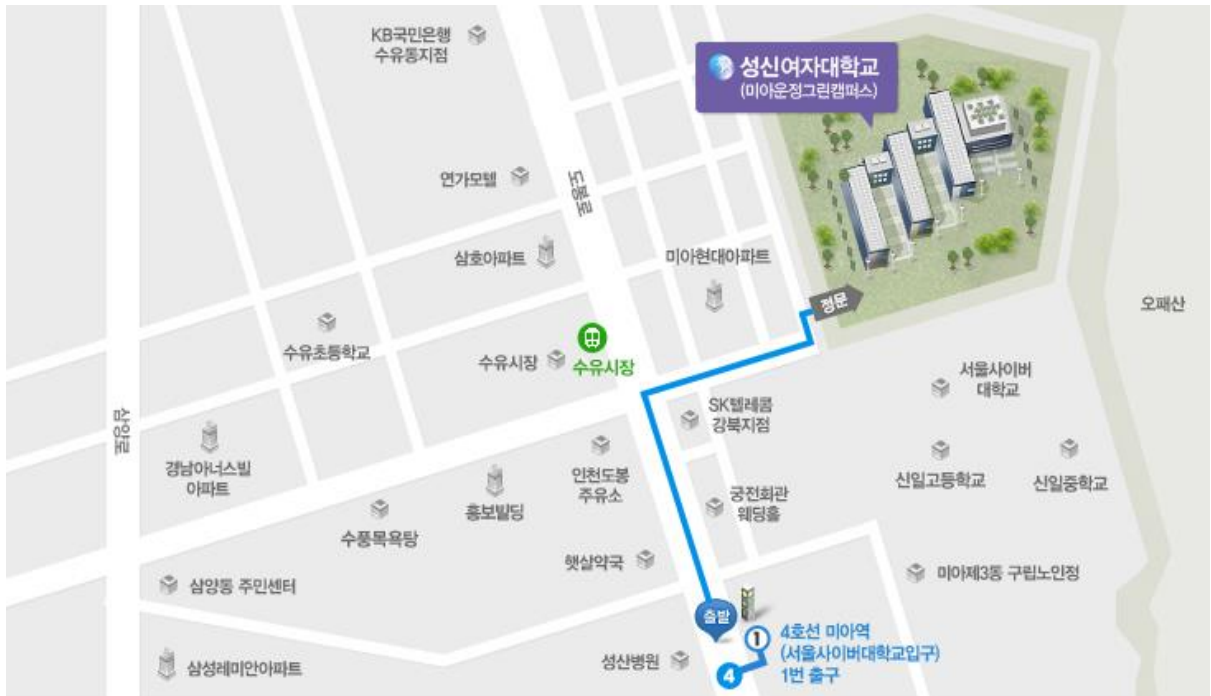 KB국민은행
수유동지점
성신여자대학교
(미아운정그린캠퍼스)
연가모텔
도봉로
삼호아파트
미아현대아파트
정문
오패산
수유초등학교
수유시장
수유시장
서울사이버
대학교
SK텔레콤
강북지점
삼양로
경남아너스빌
아파트
인천도봉
주유소
신일고등학교
신일중학교
홍보빌딩
궁전회관
웨딩홀
수풍목욕탕
햇살약국
미아제3동 구립노인정
삼양동 주민센터
출발
1
4호선 미아역
(서울사이버대학교입구)
1번 출구
성산병원
4
삼성레미안아파트